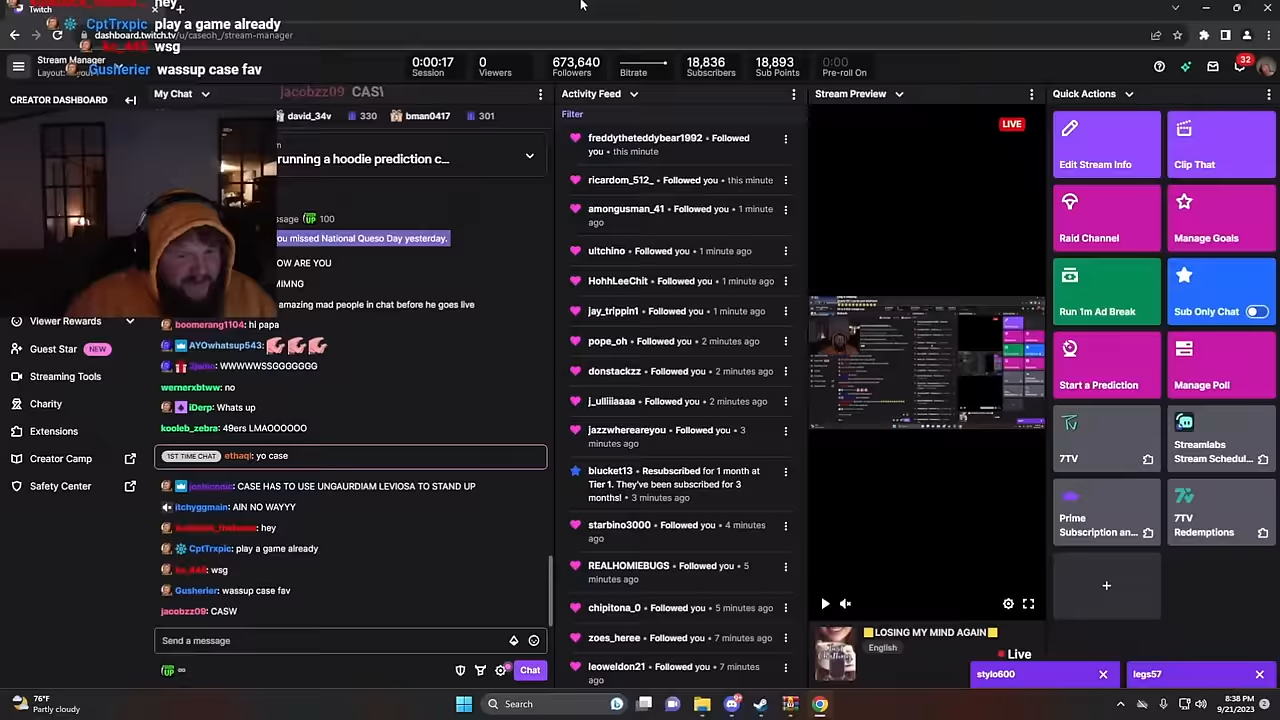 Twitch
hey
CptTrxpic play a game already
dashboard.twitch.tv/u/caseoh_/stream-manager
wsg
Gusherier wassup case fav
jacobzz09 CASW
Stream Manager
0:00:17
Session
0
Viewers
673,640
Followers
Bitrate
18,836
Subscribers
18,893
Sub Points
0:00
Pre-roll On
32
CREATOR DASHBOARD
My Chat
Activity Feed
Stream Preview
Quick Actions
david_34v 330 bman0417 301
running a hoodie prediction c...
100
ou missed National Queso Day yesterday.
OW ARE YOU
amazing mad people in chat before he goes live
boomerang1104: hi papa
WWWWWSSGGGGGGG
wernerxbtww: no
iDerp: Whats up
kooleb_zebra: 49ers LMAOOOOOO
1ST TIME CHAT ethaql: yo case
CASE HAS TO USE UNGAURDIAM LEVIOSA TO STAND UP
itchyggmain: AIN NO WAYYY
: hey
CptTrxpic: play a game already
: wsg
Gusherier: wassup case fav
jacobzz09: CASW
Send a message
Chat
Viewer Rewards
Guest Star NEW
Streaming Tools
Charity
Extensions
Creator Camp
Safety Center
Filter
freddytheteddybear1992 • Followed
you • this minute
ricardom_512_ • Followed you • this minute
amongusman_41 • Followed you • 1 minute
ago
ultchino • Followed you • 1 minute ago
HohhLeeChit • Followed you • 1 minute ago
• Followed you • 1 minute ago
• Followed you • 2 minutes ago
donstackzz • Followed you • 2 minutes ago
• Followed you • 2 minutes ago
jazzwhereareyou • Followed you • 3
minutes ago
blucket13 • Resubscribed for 1 month at
Tier 1. They've been subscribed for 3
months! • 3 minutes ago
starbino3000 • Followed you • 4 minutes
ago
REALHOMIEBUGS • Followed you • 5
minutes ago
chiptona_0 • Followed you • 5 minutes ago
zoes_heree • Followed you • 7 minutes ago
leoweldon21 • Followed you • 7 minutes
ago
LIVE
LOSING MY MIND AGAIN
English
Live
Edit Stream Info
Clip That
Raid Channel
Manage Goals
Run 1m Ad Break
Sub Only Chat
Start a Prediction
Manage Poll
7TV
Streamlabs
Stream Schedul...
Prime
Subscription an...
7TV
Redemptions
stylo600
legs57
76°F
Partly cloudy
Search
8:38 PM
9/21/2023